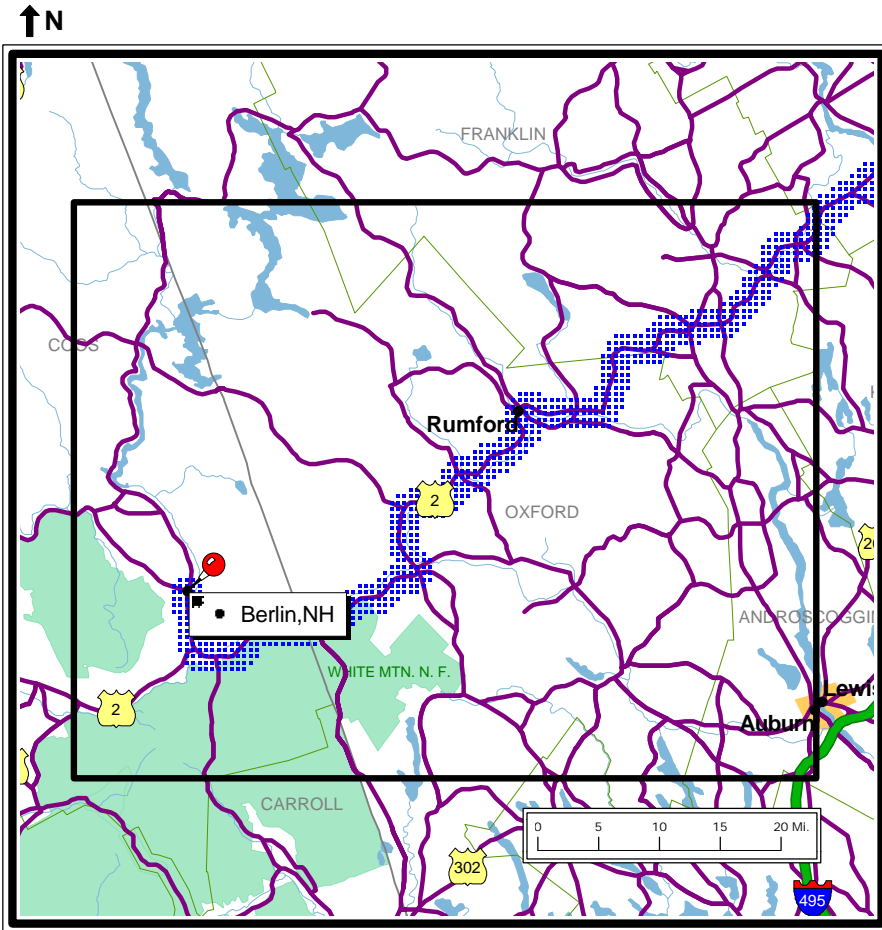 N
FRANKLIN
COOS
Rumford
2
OXFORD
Berlin,NH
ANDROSCOGGIN
WHITE MTN. N. F.
2
Auburn
CARROLL
0 5 10 15 20 Mi.
302
495